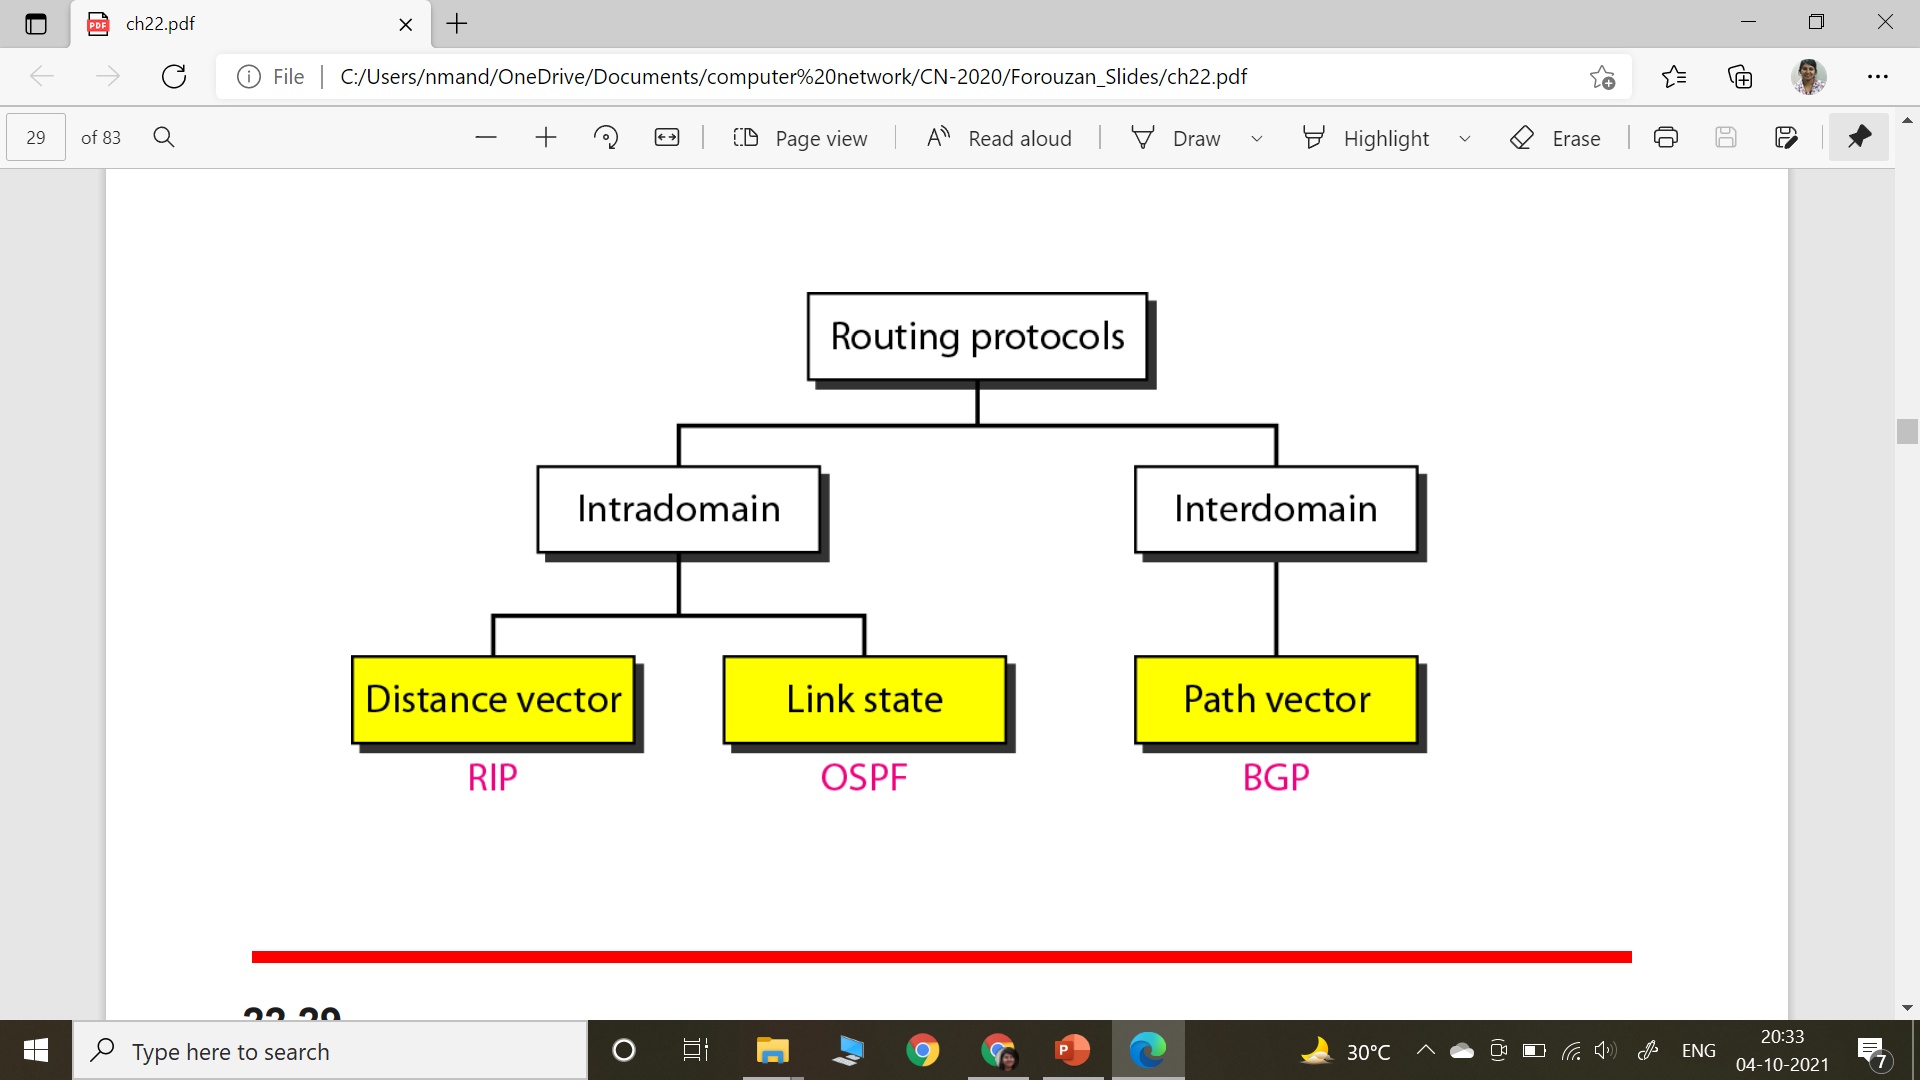 ch22.pdf
File
C:/Users/nmand/OneDrive/Documents/computer%20network/CN-2020/Forouzan_Slides/ch22.pdf
29 of 83
Page view
Read aloud
Draw
Highlight
Erase
Routing protocols
Intradomain
Interdomain
Distance vector
Link state
Path vector
RIP
OSPF
BGP
22.29
Type here to search
30°C
ENG
20:33
04-10-2021
7